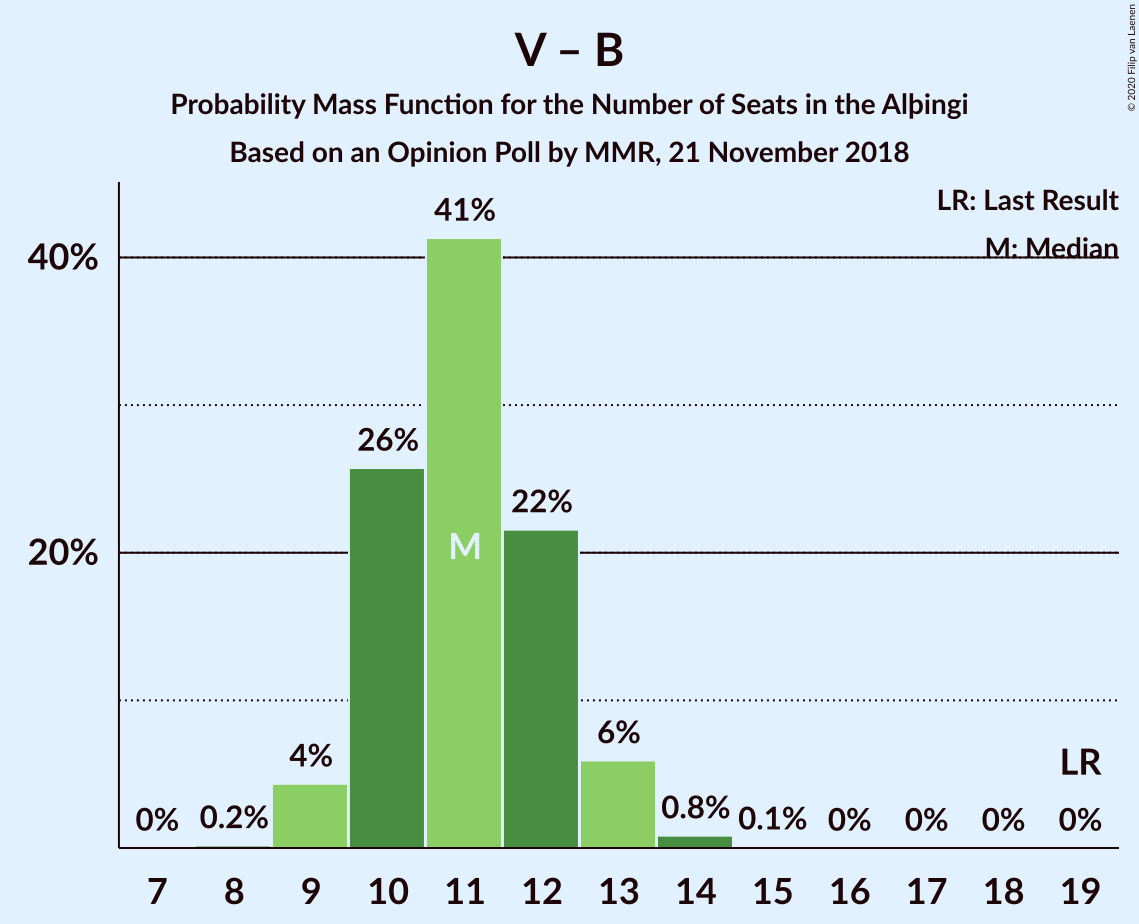 V – B
Probability Mass Function for the Number of Seats in the Alþingi
Based on an Opinion Poll by MMR, 21 November 2018
© 2020 Filip van Laenen
LR: Last Result
M: Median
40%
20%
0%
0.2%
4%
26%
41%
M
22%
6%
0.8%
0.1%
0%
0%
0%
LR
0%
7 8 9 10 11 12 13 14 15 16 17 18 19